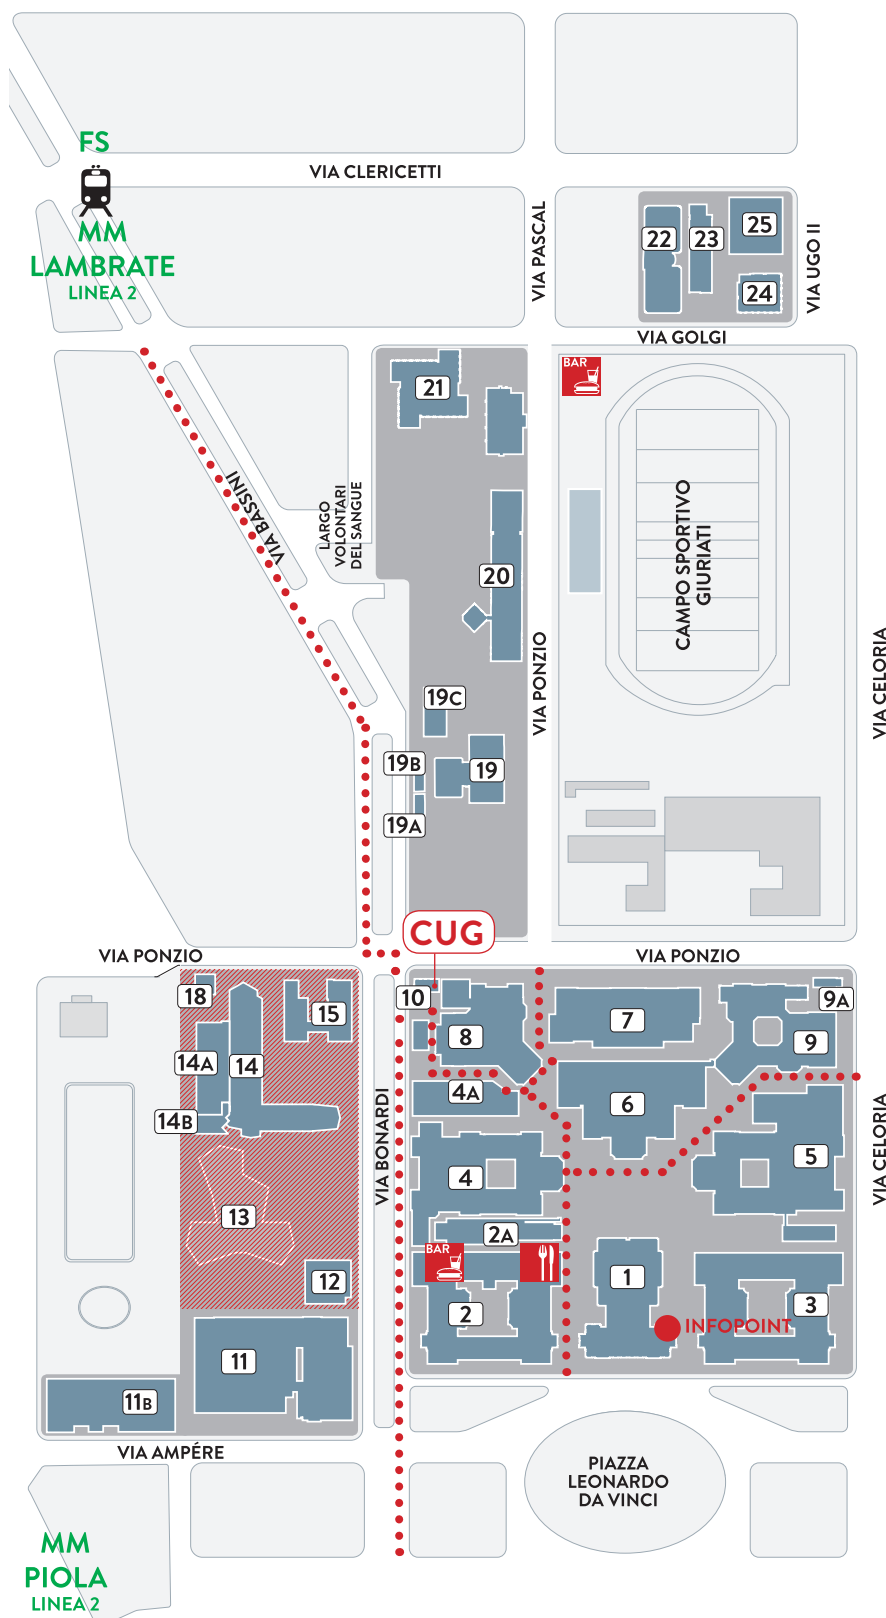 FS
VIA CLERICETTI
MM
LAMBRATE
LINEA 2
VIA PASCAL
22
23
25
24
VIA UGO II
VIA GOLGI
BAR
21
VIA BASSINI
LARGO
VOLONTARI
DEL SANGUE
20
CAMPO SPORTIVO
GIURIATI
VIA PONZIO
VIA CELORIA
19C
19B
19
19A
CUG
VIA PONZIO
VIA PONZIO
18
15
10
9A
14A
14
8
7
9
14B
4A
6
VIA BONARDI
4
5
VIA CELORIA
13
2A
BAR
12
1
2
3
INFOPOINT
11
11B
VIA AMPÉRE
PIAZZA
LEONARDO
DA VINCI
MM
PIOLA
LINEA 2